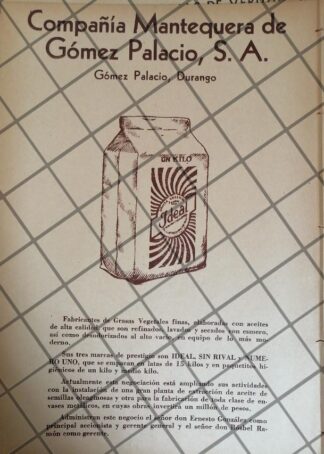 Compañía Mantequera de
Gómez Palacio, S. A.
Gómez Palacio, Durango
UN KILO
Ideal
Fabricantes de Grasas Vegetales finas, elaboradas con aceites
de alta calidad, que son refinados, lavados y secados con esmero,
así como desodorizados al alto vacío, en equipo de lo más mo-
derno.
Sus tres marcas de prestigio son IDEAL, SIN RIVAL y NUME-
RO UNO, que se empacan en latas de 15 kilos y en paquetitos hi-
giénicos de un kilo y medio kilo.
Actualmente esta negociación está ampliando sus actividades
con la instalación de una gran planta de extracción de aceite de
semillas oleaginosas y otra para la fabricación de toda clase de en-
vases metálicos, en cuyas obras invertirá un millón de pesos.
Administran este negocio el señor don Ernesto González como
principal accionista y gerente general y el señor don Rafael Ra-
món como gerente.